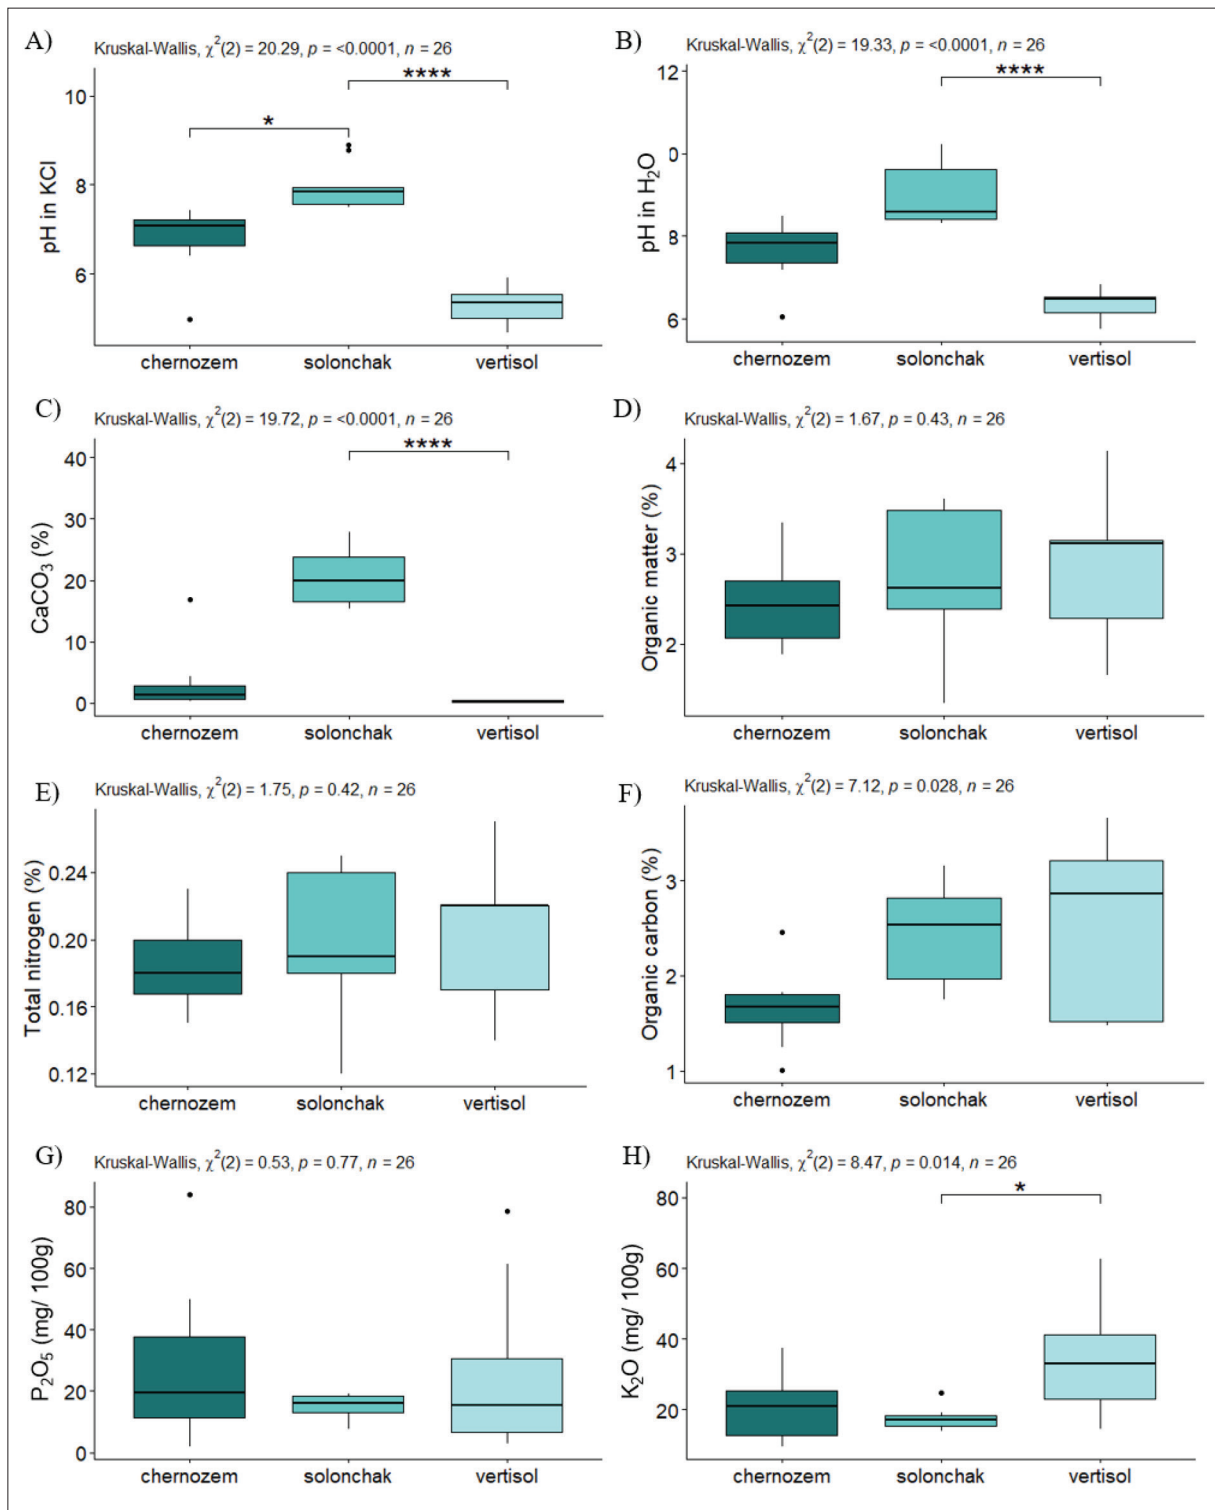 A)
Kruskal-Wallis, χ²(2) = 20.29, p = <0.0001, n = 26
****
*
10
8
6
pH in KCl
chernozem solonchak vertisol
B)
Kruskal-Wallis, χ²(2) = 19.33, p = <0.0001, n = 26
****
12
0
8
6
pH in H₂O
chernozem solonchak vertisol
C)
Kruskal-Wallis, χ²(2) = 19.72, p = <0.0001, n = 26
****
40
30
20
10
0
CaCO₃ (%)
chernozem solonchak vertisol
D)
Kruskal-Wallis, χ²(2) = 1.67, p = 0.43, n = 26
4
3
2
Organic matter (%)
chernozem solonchak vertisol
E)
Kruskal-Wallis, χ²(2) = 1.75, p = 0.42, n = 26
0.24
0.20
0.16
0.12
Total nitrogen (%)
chernozem solonchak vertisol
F)
Kruskal-Wallis, χ²(2) = 7.12, p = 0.028, n = 26
3
2
1
Organic carbon (%)
chernozem solonchak vertisol
G)
Kruskal-Wallis, χ²(2) = 0.53, p = 0.77, n = 26
80
60
40
20
0
P₂O₅ (mg/ 100g)
chernozem solonchak vertisol
H)
Kruskal-Wallis, χ²(2) = 8.47, p = 0.014, n = 26
*
80
60
40
20
K₂O (mg/ 100g)
chernozem solonchak vertisol